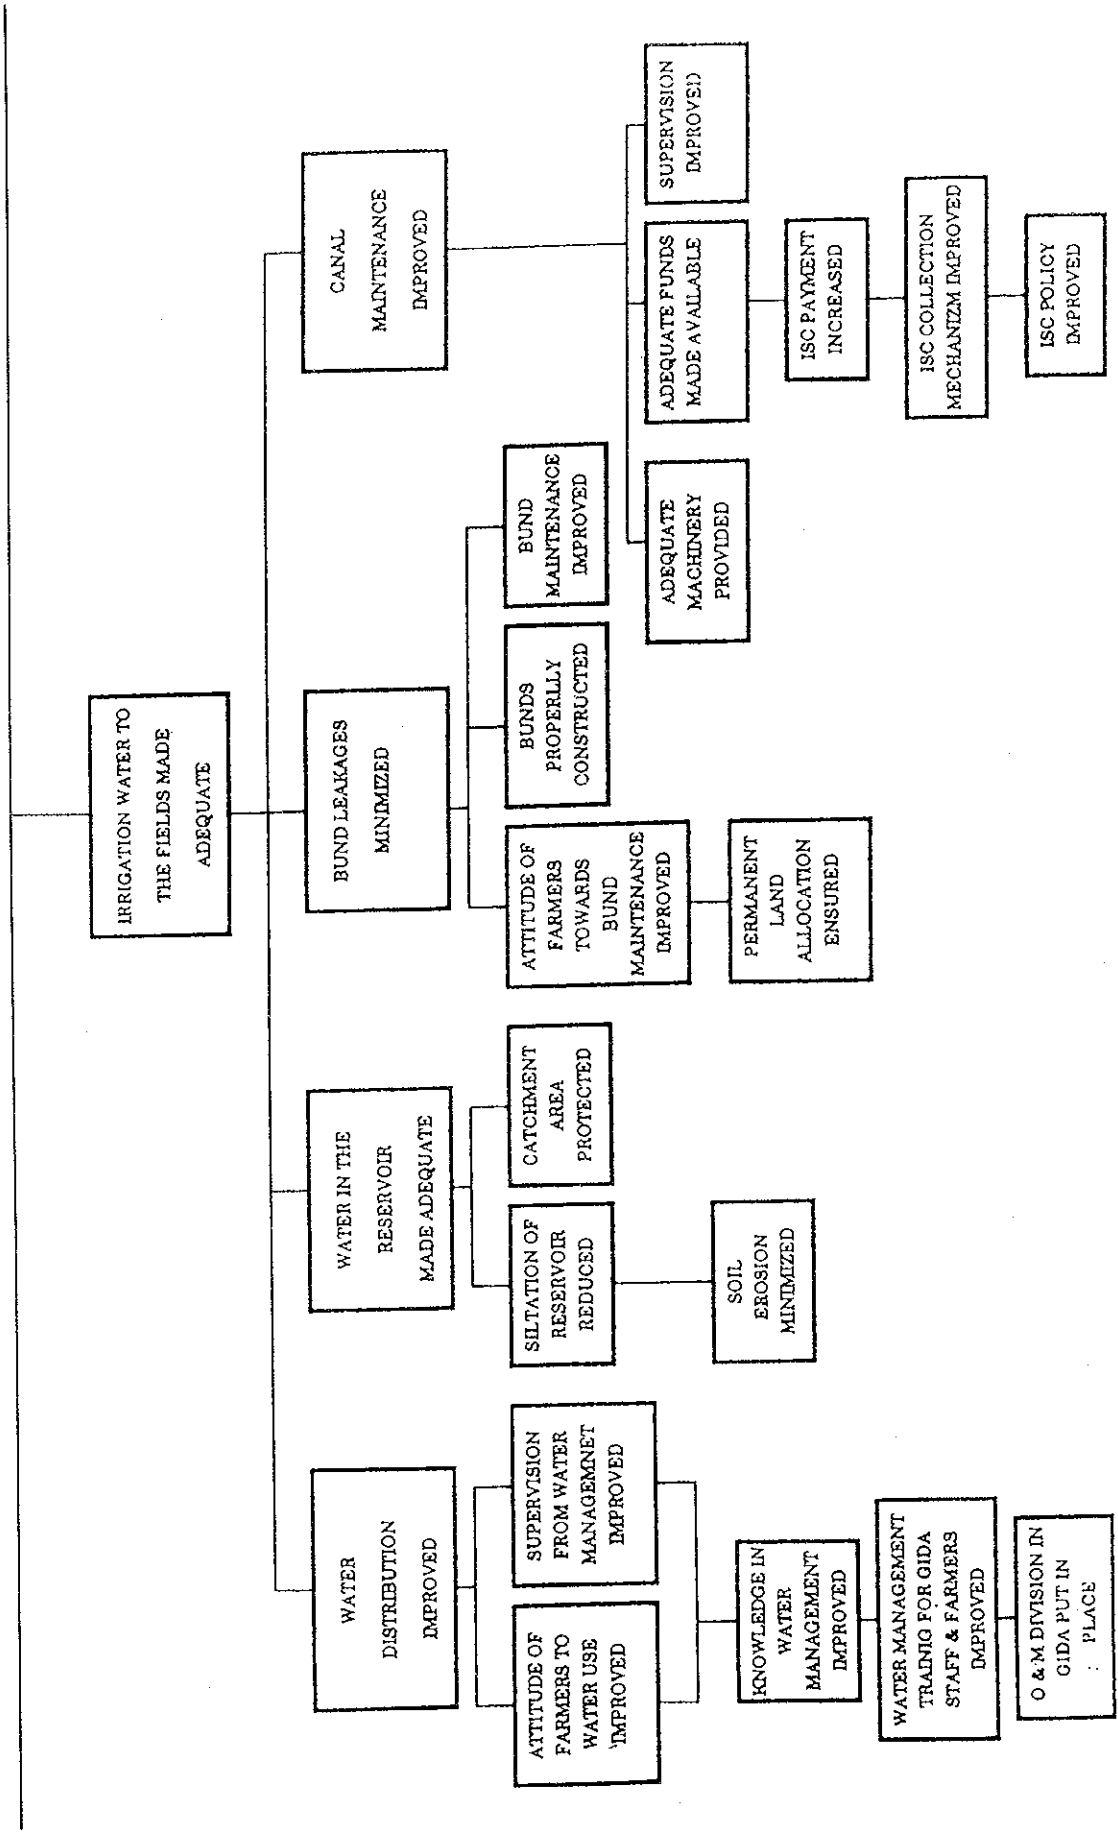 IRRIGATION WATER TO
THE FIELDS MADE
ADEQUATE
WATER
DISTRIBUTION
IMPROVED
WATER IN THE
RESERVOIR
MADE ADEQUATE
BUND LEAKAGES
MINIMIZED
CANAL
MAINTENANCE
IMPROVED
ATTITUDE OF
FARMERS TO
WATER USE
IMPROVED
SUPERVISION
FROM WATER
MANAGEMNET
IMPROVED
SILTATION OF
RESERVOIR
REDUCED
CATCHMENT
AREA
PROTECTED
ATTITUDE OF
FARMERS
TOWARDS
BUND
MAINTENANCE
IMPROVED
BUNDS
PROPERLLY
CONSTRUCTED
BUND
MAINTENANCE
IMPROVED
ADEQUATE
MACHINERY
PROVIDED
ADEQUATE FUNDS
MADE AVAILABLE
SUPERVISION
IMPROVED
KNOWLEDGE IN
WATER
MANAGEMENT
IMPROVED
SOIL
EROSION
MINIMIZED
PERMANENT
LAND
ALLOCATION
ENSURED
ISC PAYMENT
INCREASED
WATER MANAGEMENT
TRAINIG FOR GIDA
STAFF & FARMERS
IMPROVED
ISC COLLECTION
MECHANIZM IMPROVED
O & M DIVISION IN
GIDA PUT IN
PLACE
ISC POLICY
IMPROVED